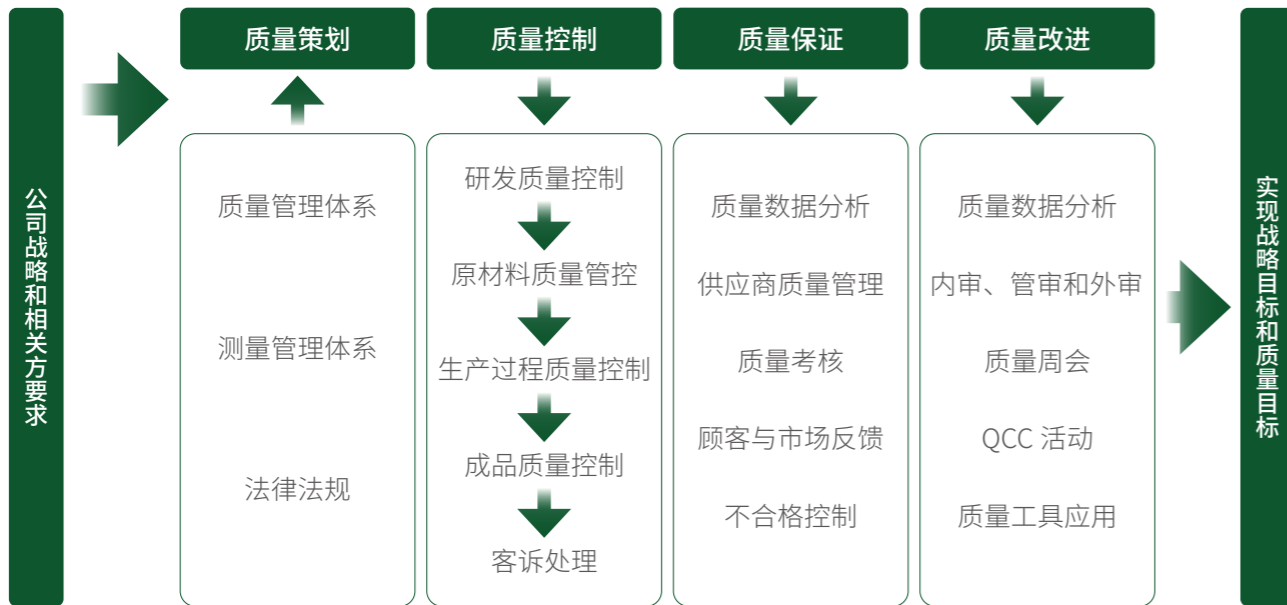 公司战略和相关方要求
质量策划
质量管理体系
测量管理体系
法律法规
质量控制
研发质量控制
原材料质量管控
生产过程质量控制
成品质量控制
客诉处理
质量保证
质量数据分析
供应商质量管理
质量考核
顾客与市场反馈
不合格控制
质量改进
质量数据分析
内审、管审和外审
质量周会
QCC 活动
质量工具应用
实现战略目标和质量目标